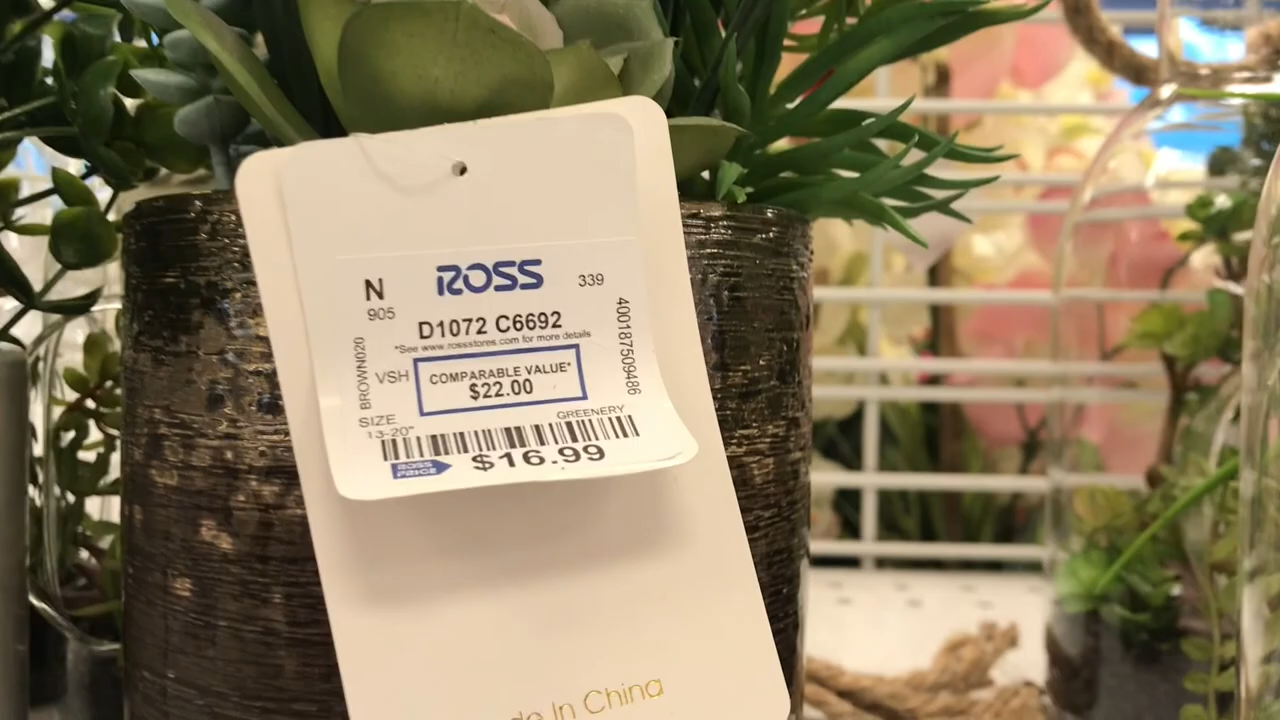 N
ROSS
339
905
D1072 C6692
*See www.rossstores.com for more details
400187509486
BROWN020
VSH
COMPARABLE VALUE*
$22.00
SIZE
13-20"
GREENERY
ROSS
PRICE
$16.99
In China